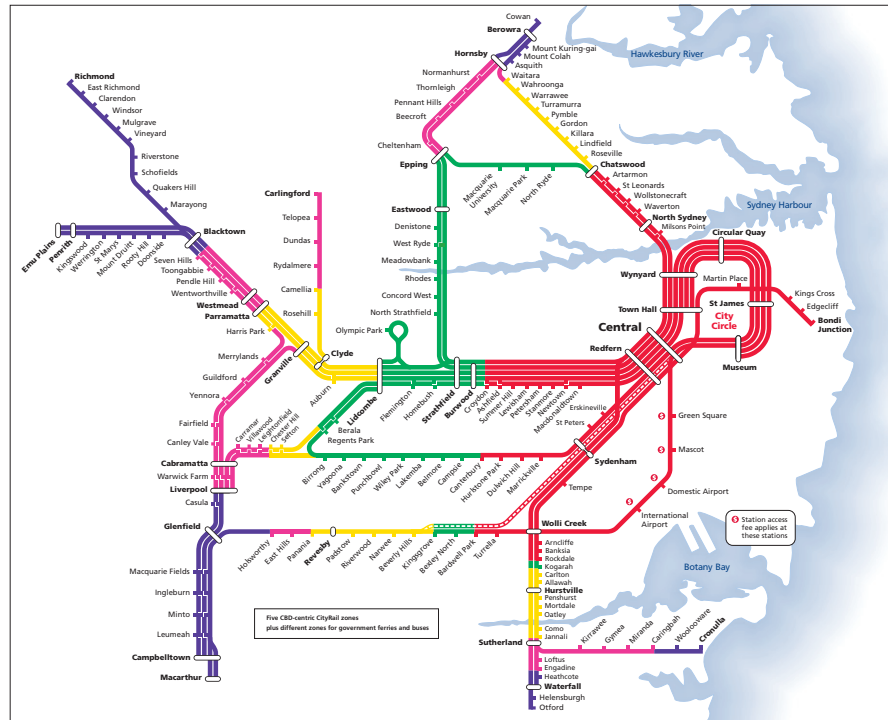 Cowan
Berowra
Mount Kuring-gai
Mount Colah
Asquith
Hornsby
Waitara
Hawkesbury River
Normanhurst
Thornleigh
Pennant Hills
Beecroft
Cheltenham
Epping
Wahroonga
Warrawee
Turramurra
Pymble
Gordon
Killara
Lindfield
Roseville
Chatswood
Macquarie
University
Macquarie Park
North Ryde
Artarmon
St Leonards
Wollstonecraft
Waverton
North Sydney
Milsons Point
Sydney Harbour
Richmond
East Richmond
Clarendon
Windsor
Mulgrave
Vineyard
Riverstone
Schofields
Quakers Hill
Marayong
Blacktown
Emu Plains
Penrith
Kingswood
Werrington
St Marys
Mount Druitt
Rooty Hill
Doonside
Seven Hills
Toongabbie
Pendle Hill
Wentworthville
Westmead
Parramatta
Harris Park
Carlingford
Telopea
Dundas
Rydalmere
Camellia
Rosehill
Clyde
Granville
Merrylands
Guildford
Yennora
Fairfield
Canley Vale
Cabramatta
Warwick Farm
Liverpool
Casula
Glenfield
Macquarie Fields
Ingleburn
Minto
Leumeah
Campbelltown
Macarthur
Eastwood
Denistone
West Ryde
Meadowbank
Rhodes
Concord West
North Strathfield
Olympic Park
Auburn
Lidcombe
Flemington
Homebush
Strathfield
Burwood
Croydon
Ashfield
Summer Hill
Lewisham
Petersham
Stanmore
Newtown
Macdonaldtown
Redfern
Central
Town Hall
Wynyard
Circular Quay
St James
Museum
City
Circle
Martin Place
Kings Cross
Edgecliff
Bondi
Junction
Erskineville
St Peters
Sydenham
Tempe
Carramar
Villawood
Leightonfield
Chester Hill
Sefton
Berala
Regents Park
Birrong
Yagoona
Bankstown
Punchbowl
Wiley Park
Lakemba
Belmore
Campsie
Canterbury
Hurlstone Park
Dulwich Hill
Marrickville
Green Square
Mascot
Domestic Airport
International
Airport
$
$
$
$
$ Station access
fee applies at
these stations
Holsworthy
East Hills
Panania
Revesby
Padstow
Riverwood
Narwee
Beverly Hills
Kingsgrove
Bexley North
Bardwell Park
Turrella
Wolli Creek
Arncliffe
Banksia
Rockdale
Kogarah
Carlton
Allawah
Hurstville
Penshurst
Mortdale
Oatley
Como
Jannali
Sutherland
Loftus
Engadine
Heathcote
Waterfall
Helensburgh
Otford
Kirrawee
Gymea
Miranda
Caringbah
Woolooware
Cronulla
Botany Bay
Five CBD-centric CityRail zones
plus different zones for government ferries and buses